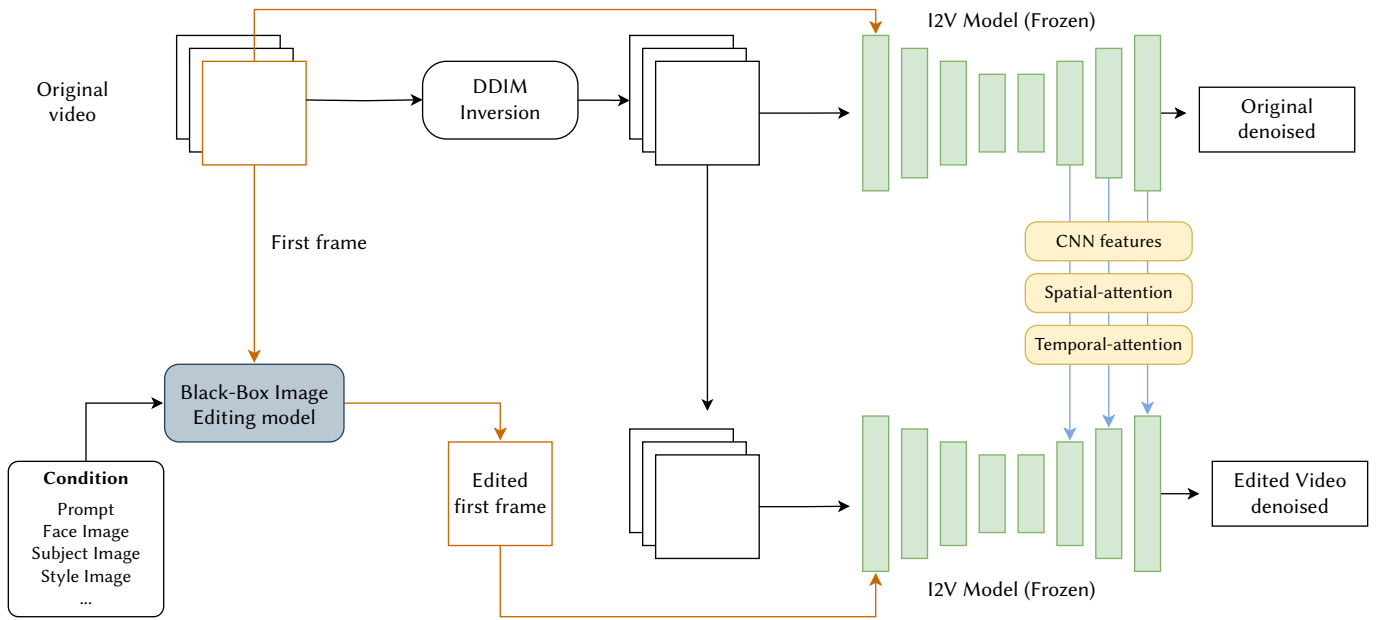 I2V Model (Frozen)
Original
video
DDIM
Inversion
Original
denoised
First frame
CNN features
Spatial-attention
Temporal-attention
Black-Box Image
Editing model
Condition
Prompt
Face Image
Subject Image
Style Image
...
Edited
first frame
Edited Video
denoised
I2V Model (Frozen)